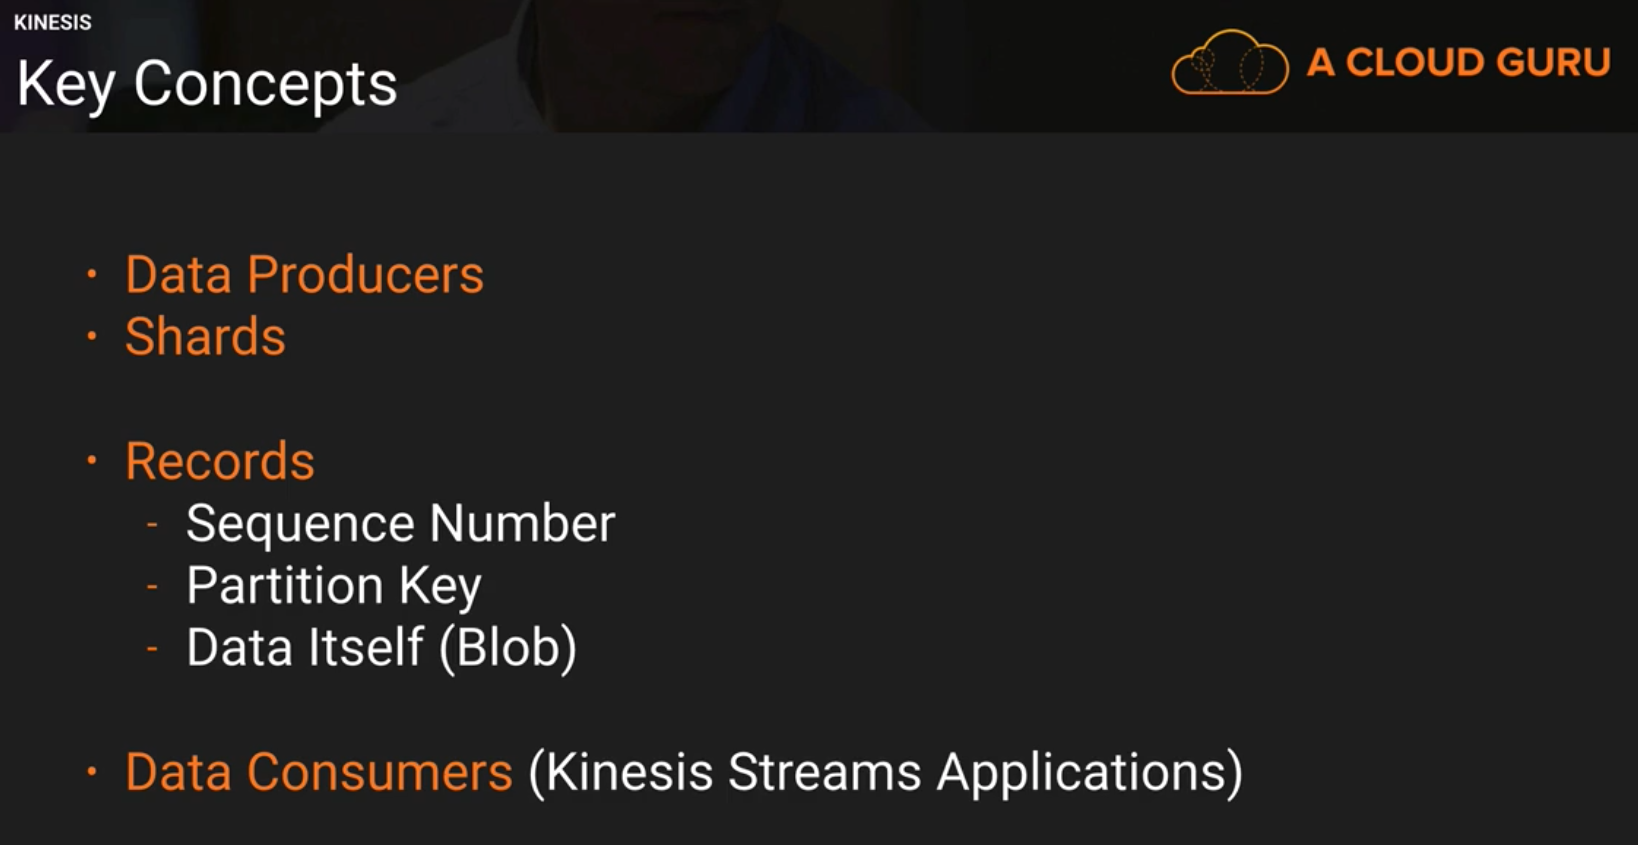 KINESIS
Key Concepts
A CLOUD GURU
• Data Producers
• Shards
• Records
- Sequence Number
- Partition Key
- Data Itself (Blob)
• Data Consumers (Kinesis Streams Applications)